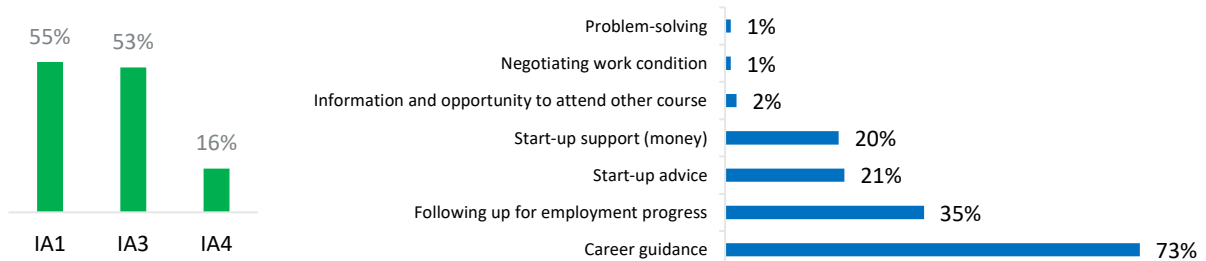 55%
53%
16%
IA1 IA3 IA4
Problem-solving 1%
Negotiating work condition 1%
Information and opportunity to attend other course 2%
Start-up support (money) 20%
Start-up advice 21%
Following up for employment progress 35%
Career guidance 73%